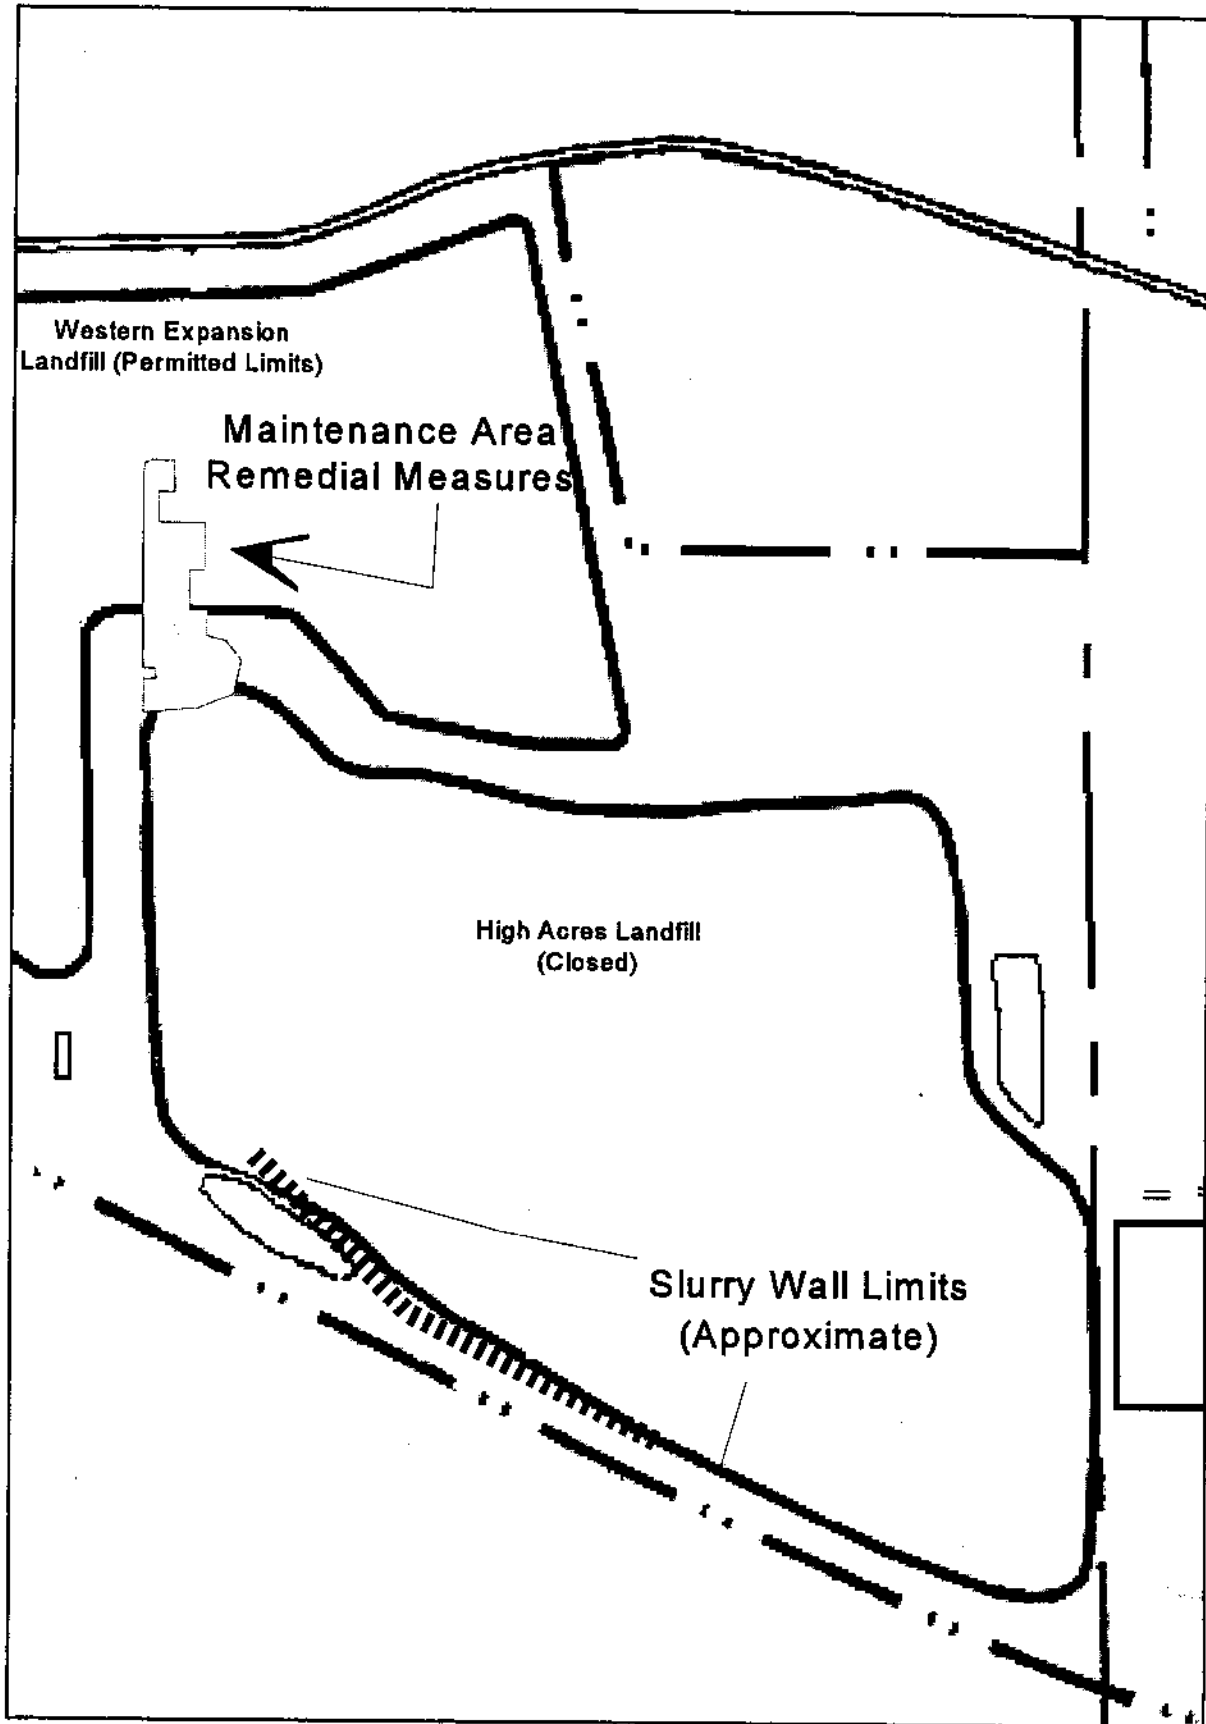 Western Expansion
Landfill (Permitted Limits)
Maintenance Area
Remedial Measures
High Acres Landfill
(Closed)
Slurry Wall Limits
(Approximate)